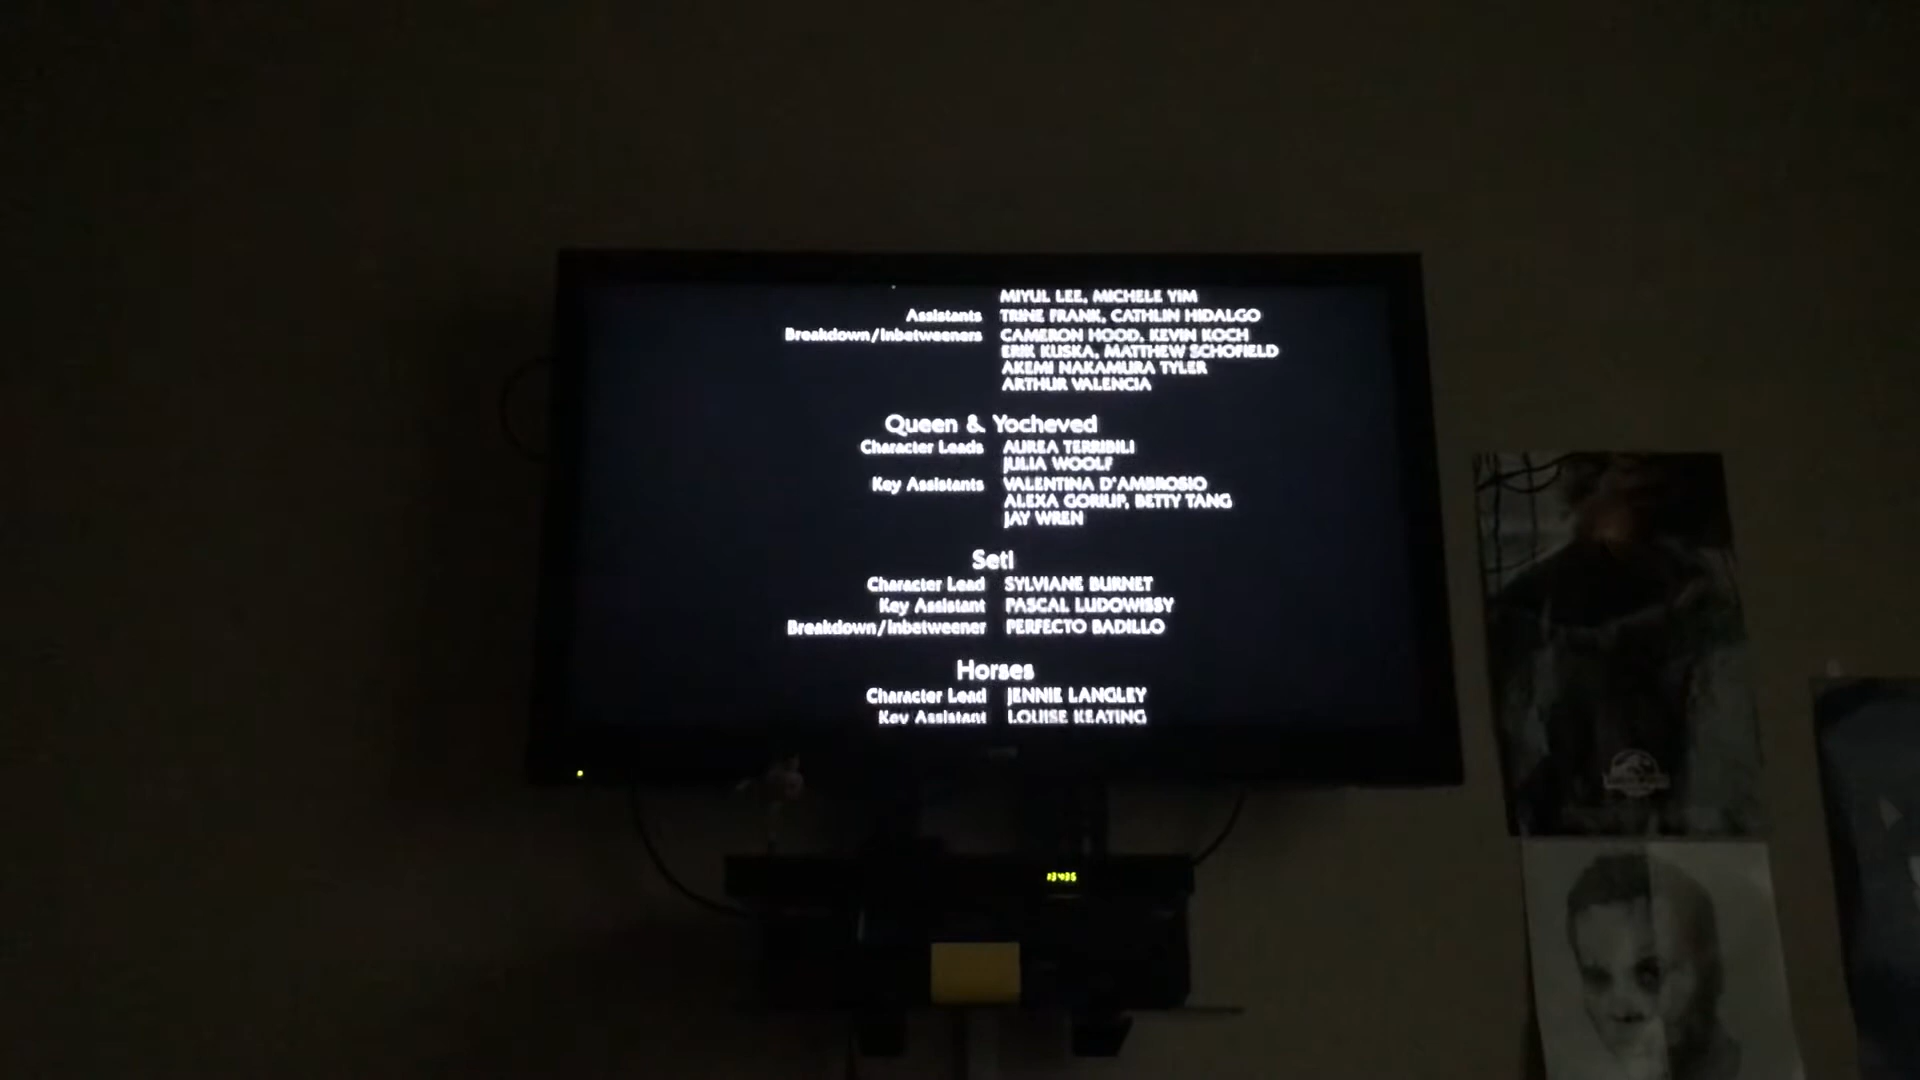 MIYUL LEE, MICHELE YIM
Assistants TRINE FRANK, CATHLIN HIDALGO
Breakdown/Inbetweeners CAMERON HOOD, KEVIN KOCH
ERIK KUSKA, MATTHEW SCHOFIELD
AKEMI NAKAMURA TYLER
ARTHUR VALENCIA
Queen & Yocheved
Character Leads AUREA TERRIBILI
JULIA WOOLF
Key Assistants VALENTINA D'AMBROSIO
ALEXA GORIUP, BETTY TANG
JAY WREN
Seti
Character Lead SYLVIANE BURNET
Key Assistant PASCAL LUDOWISSY
Breakdown/Inbetweener PERFECTO BADILLO
Horses
Character Lead JENNIE LANGLEY
Key Assistant LOUISE KEATING